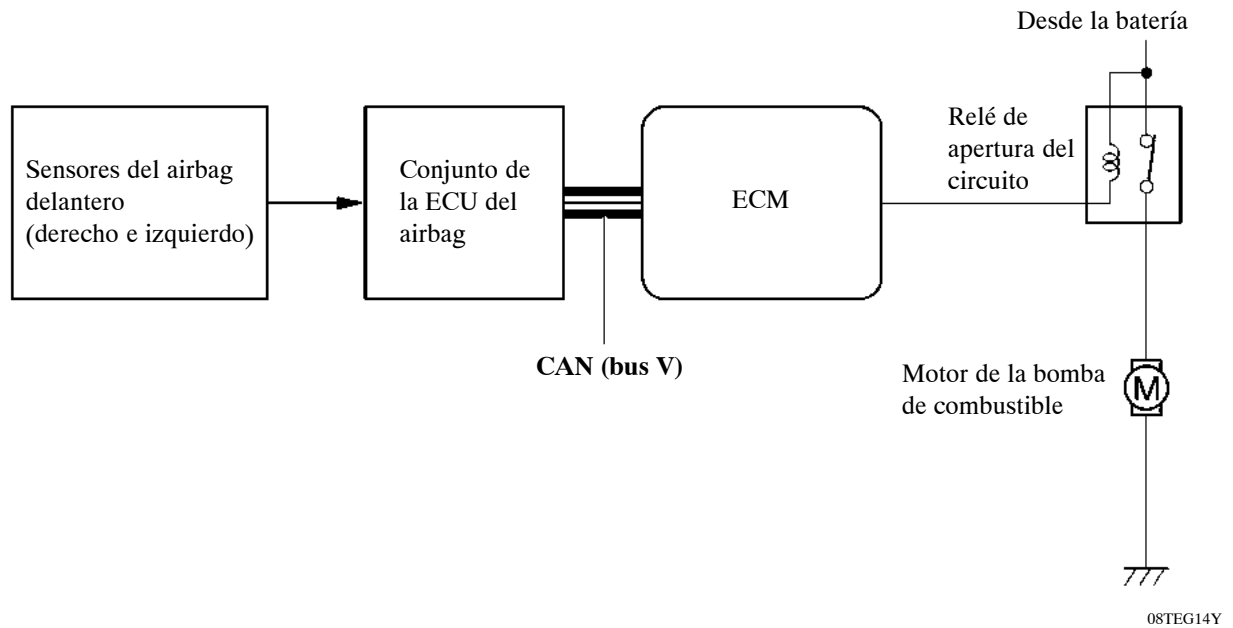 Desde la batería
Sensores del airbag
delantero
(derecho e izquierdo)
Conjunto de
la ECU del
airbag
ECM
Relé de
apertura del
circuito
CAN (bus V)
Motor de la bomba
de combustible
M
08TEG14Y